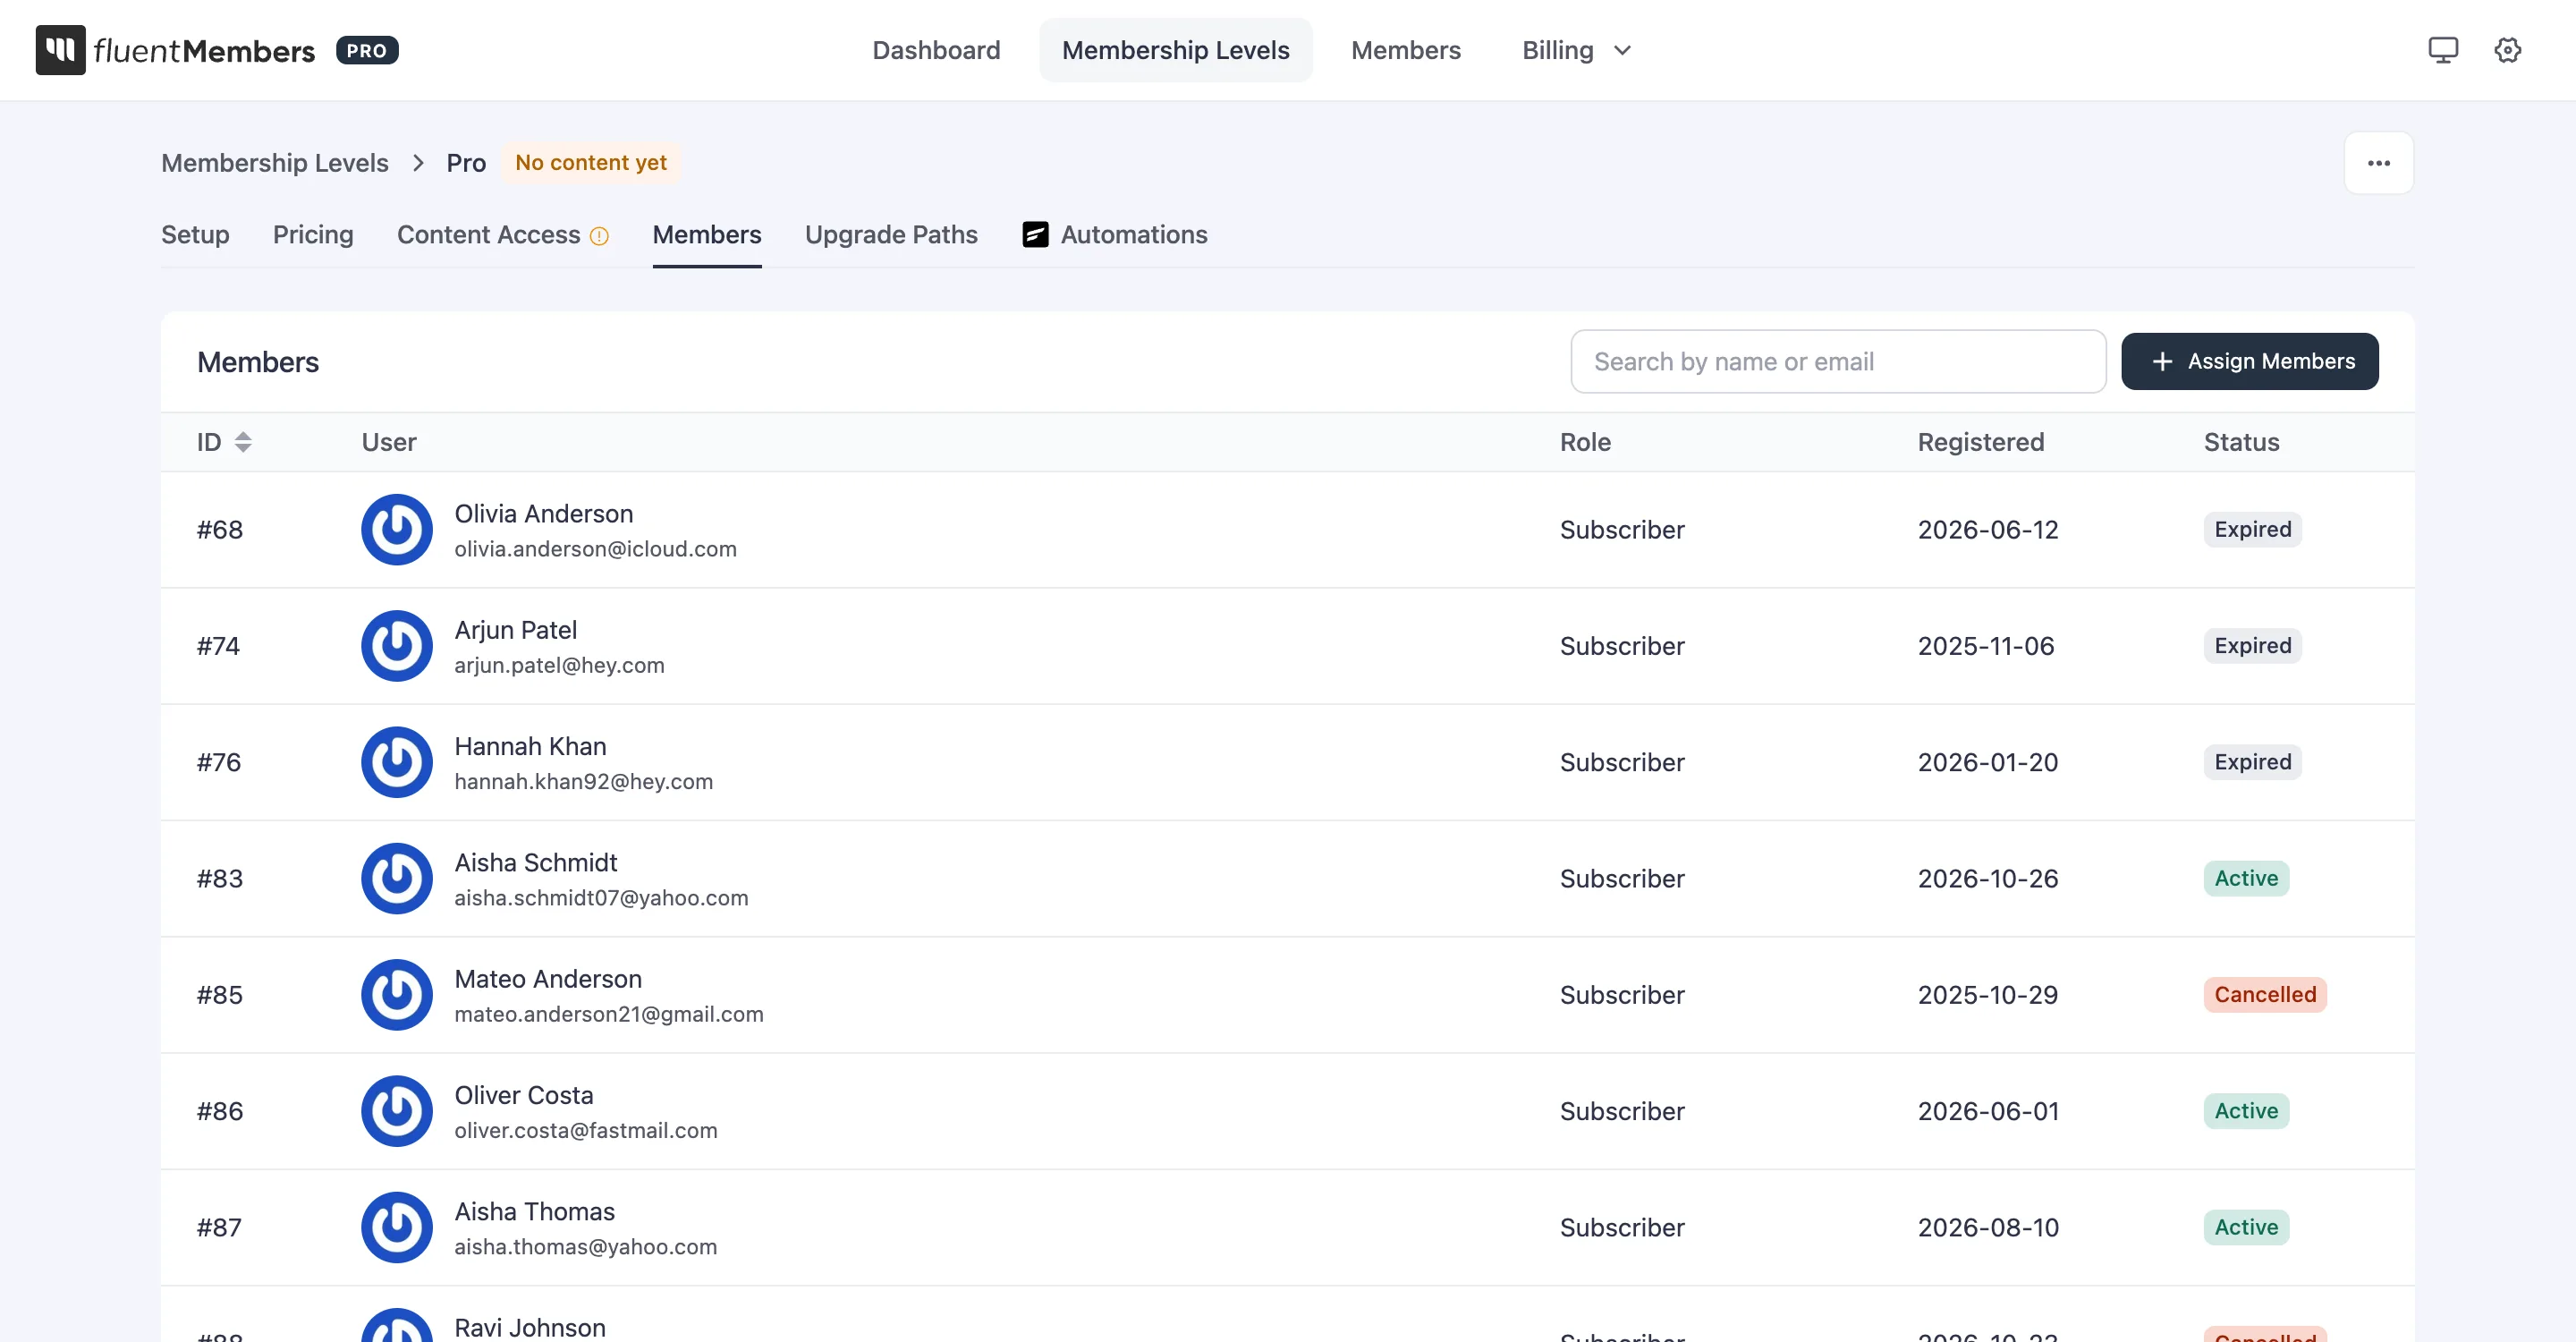 fluentMembers PRO Dashboard Membership Levels Members Billing
Membership Levels > Pro No content yet
Setup Pricing Content Access Members Upgrade Paths Automations
Members Search by name or email + Assign Members
ID User Role Registered Status
#68 Olivia Anderson Subscriber 2026-06-12 Expired
olivia.anderson@icloud.com
#74 Arjun Patel Subscriber 2025-11-06 Expired
arjun.patel@hey.com
#76 Hannah Khan Subscriber 2026-01-20 Expired
hannah.khan92@hey.com
#83 Aisha Schmidt Subscriber 2026-10-26 Active
aisha.schmidt07@yahoo.com
#85 Mateo Anderson Subscriber 2025-10-29 Cancelled
mateo.anderson21@gmail.com
#86 Oliver Costa Subscriber 2026-06-01 Active
oliver.costa@fastmail.com
#87 Aisha Thomas Subscriber 2026-08-10 Active
aisha.thomas@yahoo.com
Ravi Johnson
#88 Subscriber Cancelled